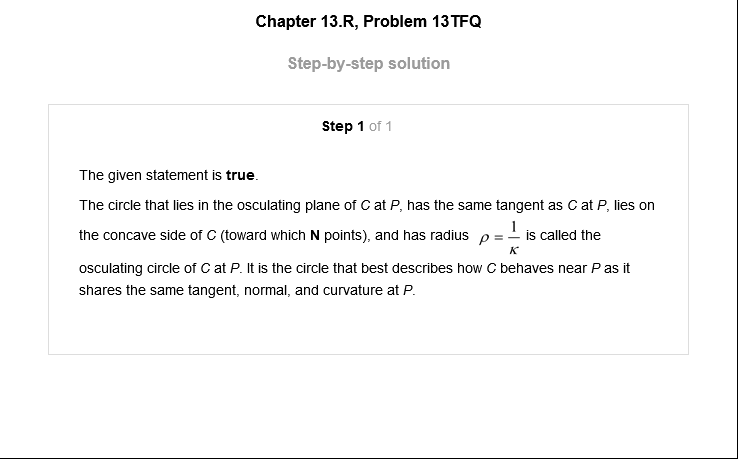 Chapter 13.R, Problem 13TFQ
Step-by-step solution
Step 1 of 1
The given statement is true.
The circle that lies in the osculating plane of C at P, has the same tangent as C at P, lies on
the concave side of C (toward which N points), and has radius ρ = 1/κ is called the
osculating circle of C at P. It is the circle that best describes how C behaves near P as it
shares the same tangent, normal, and curvature at P.